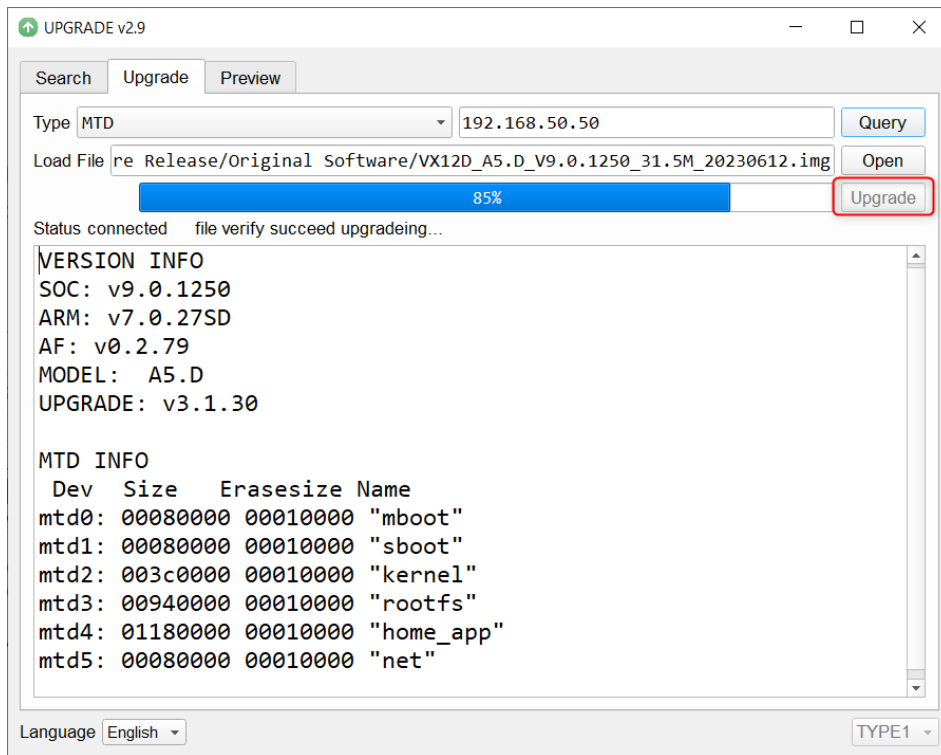 UPGRADE v2.9
Search Upgrade Preview
Type MTD 192.168.50.50 Query
Load File re Release/Original Software/VX12D_A5.D_V9.0.1250_31.5M_20230612.img Open
85% Upgrade
Status connected file verify succeed upgradeing...
VERSION INFO
SOC: v9.0.1250
ARM: v7.0.27SD
AF: v0.2.79
MODEL: A5.D
UPGRADE: v3.1.30
MTD INFO
Dev Size Erasesize Name
mtd0: 00080000 00010000 "mboot"
mtd1: 00080000 00010000 "sboot"
mtd2: 003c0000 00010000 "kernel"
mtd3: 00940000 00010000 "rootfs"
mtd4: 01180000 00010000 "home_app"
mtd5: 00080000 00010000 "net"
Language English TYPE1